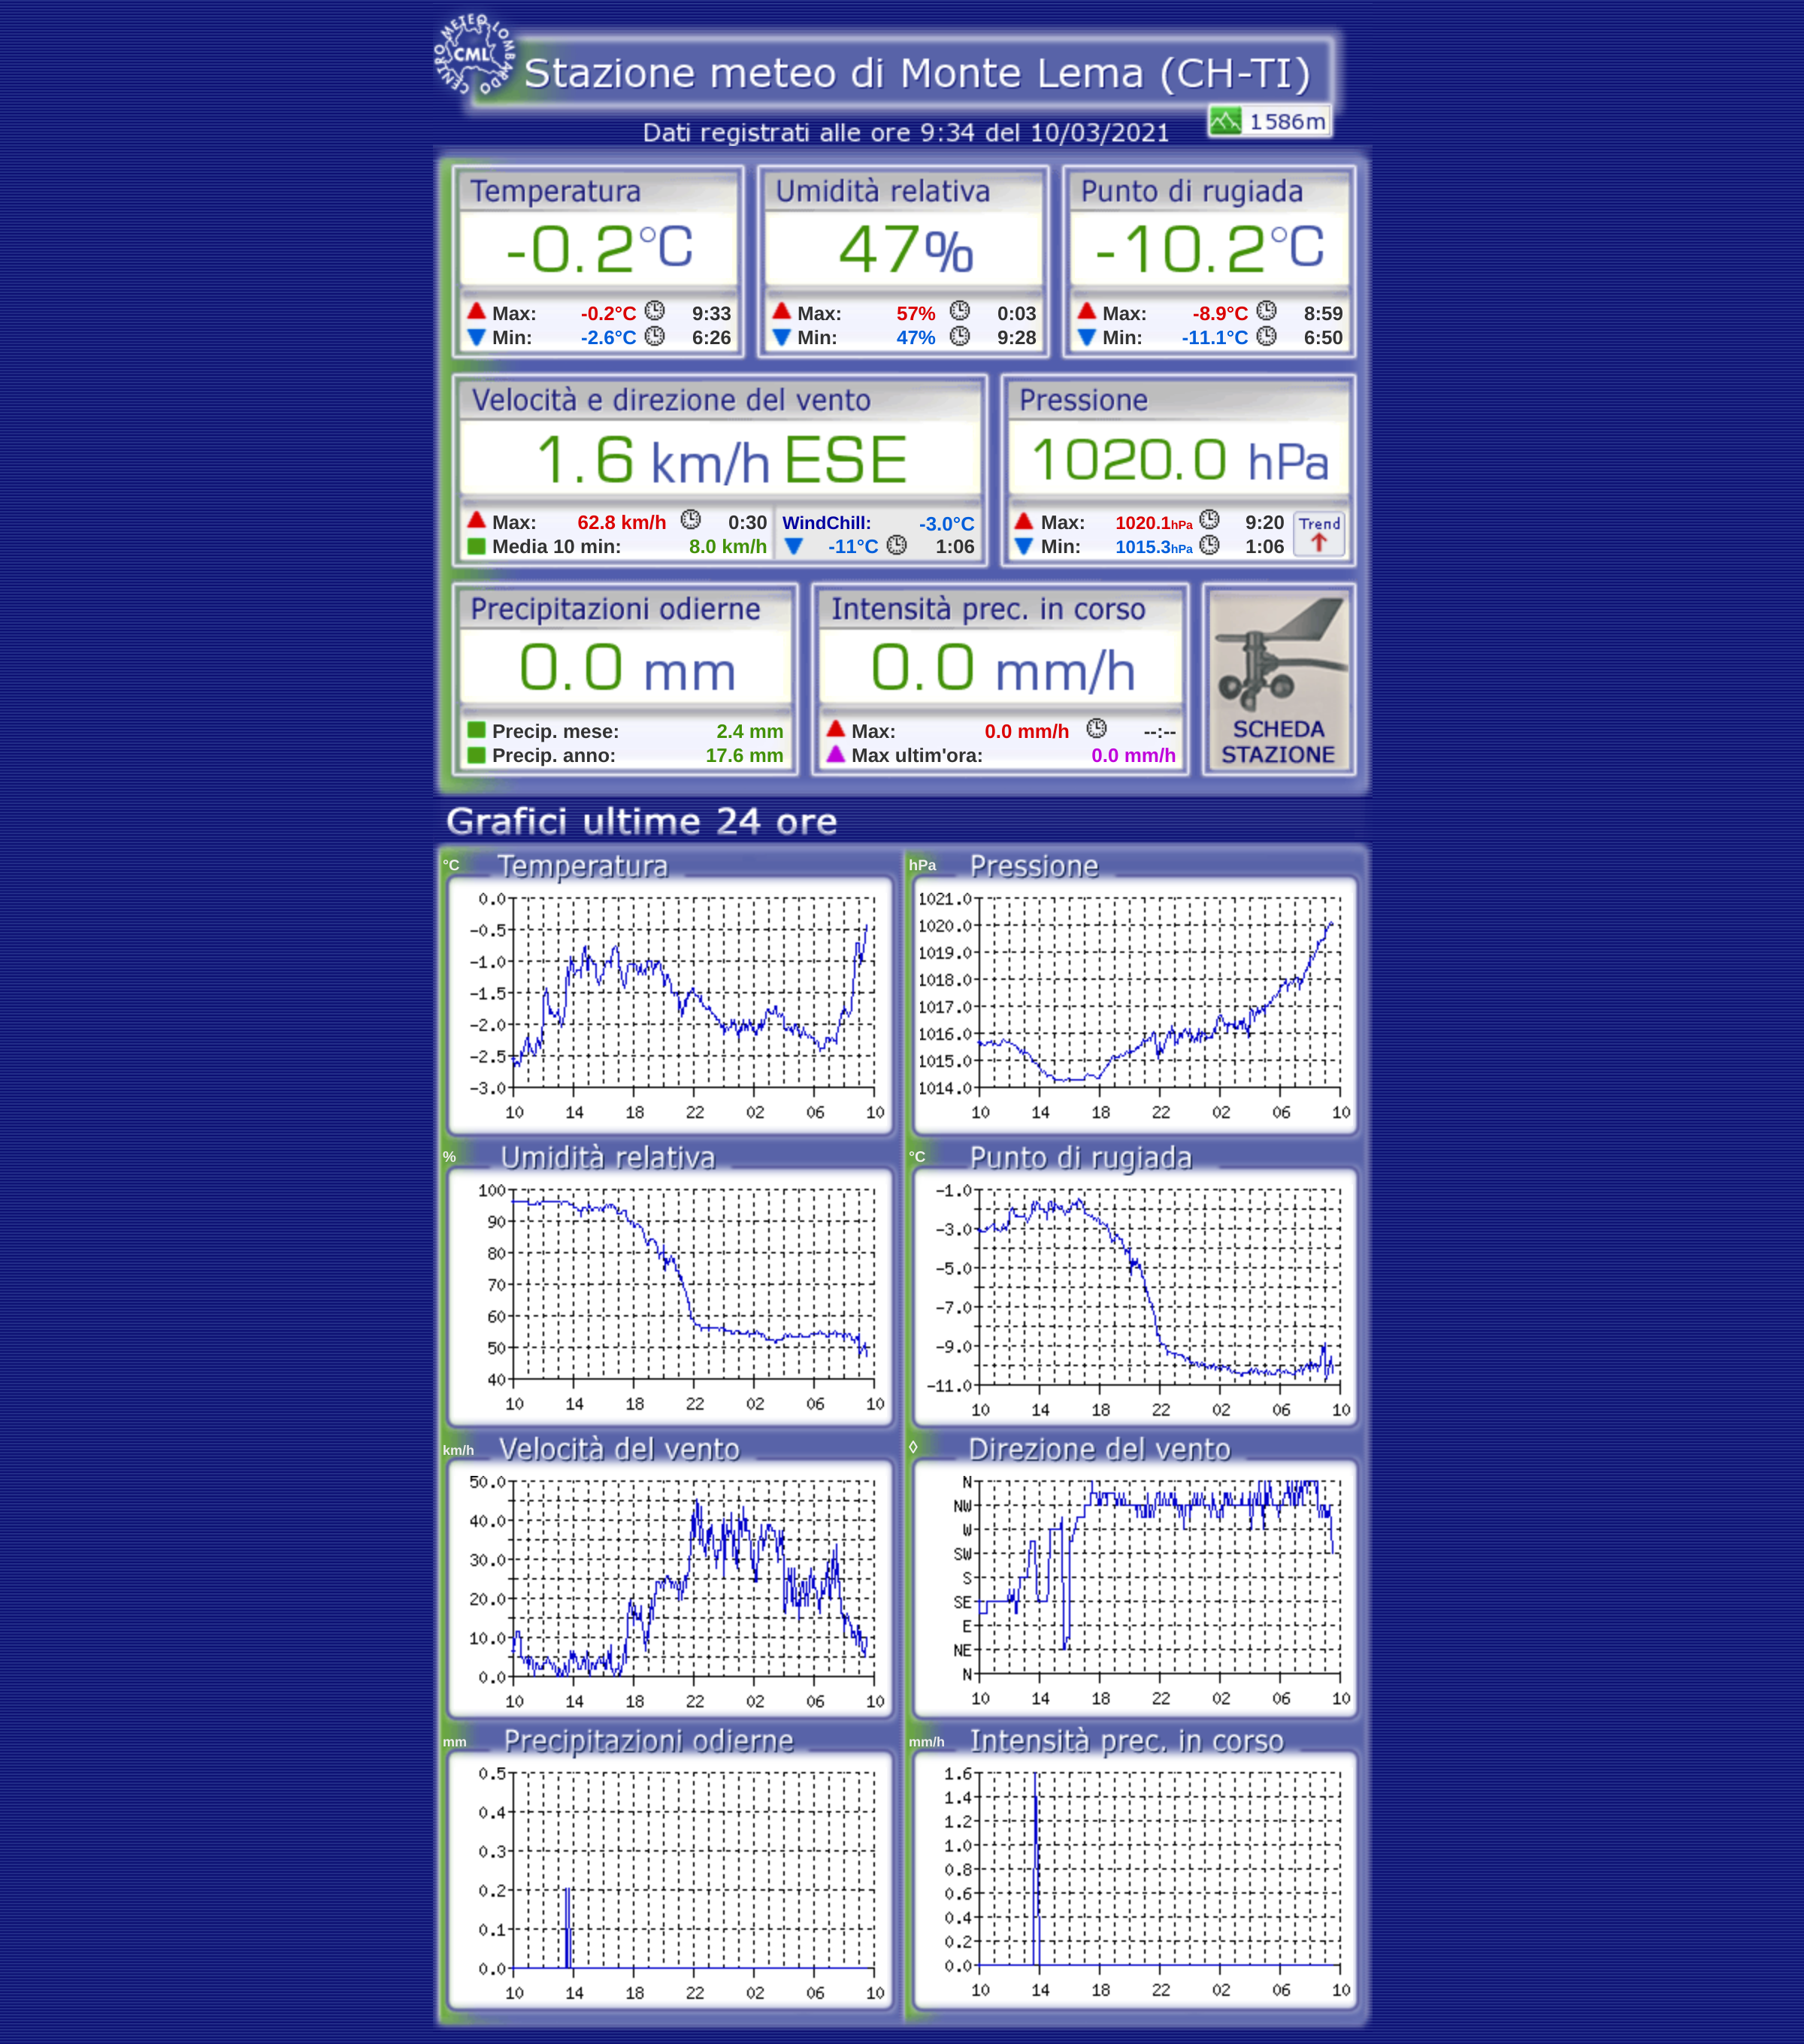 CENTRO METEO LOMBARDO
CML
Stazione meteo di Monte Lema (CH-TI)
1586m
Dati registrati alle ore 9:34 del 10/03/2021
Temperatura
-0.2°C
Max: -0.2°C 9:33
Min: -2.6°C 6:26
Umidità relativa
47%
Max: 57% 0:03
Min: 47% 9:28
Punto di rugiada
-10.2°C
Max: -8.9°C 8:59
Min: -11.1°C 6:50
Velocità e direzione del vento
1.6 km/h ESE
Max: 62.8 km/h 0:30
Media 10 min: 8.0 km/h
WindChill: -3.0°C
-11°C 1:06
Pressione
1020.0 hPa
Max: 1020.1hPa 9:20
Min: 1015.3hPa 1:06
Trend
Precipitazioni odierne
0.0 mm
Precip. mese: 2.4 mm
Precip. anno: 17.6 mm
Intensità prec. in corso
0.0 mm/h
Max: 0.0 mm/h --:--
Max ultim'ora: 0.0 mm/h
SCHEDA
STAZIONE
Grafici ultime 24 ore
°C Temperatura
0.0
-0.5
-1.0
-1.5
-2.0
-2.5
-3.0
10 14 18 22 02 06 10
hPa Pressione
1021.0
1020.0
1019.0
1018.0
1017.0
1016.0
1015.0
1014.0
10 14 18 22 02 06 10
% Umidità relativa
100
90
80
70
60
50
40
10 14 18 22 02 06 10
°C Punto di rugiada
-1.0
-3.0
-5.0
-7.0
-9.0
-11.0
10 14 18 22 02 06 10
km/h Velocità del vento
50.0
40.0
30.0
20.0
10.0
0.0
10 14 18 22 02 06 10
◊ Direzione del vento
N
NW
W
SW
S
SE
E
NE
N
10 14 18 22 02 06 10
mm Precipitazioni odierne
0.5
0.4
0.3
0.2
0.1
0.0
10 14 18 22 02 06 10
mm/h Intensità prec. in corso
1.6
1.4
1.2
1.0
0.8
0.6
0.4
0.2
0.0
10 14 18 22 02 06 10